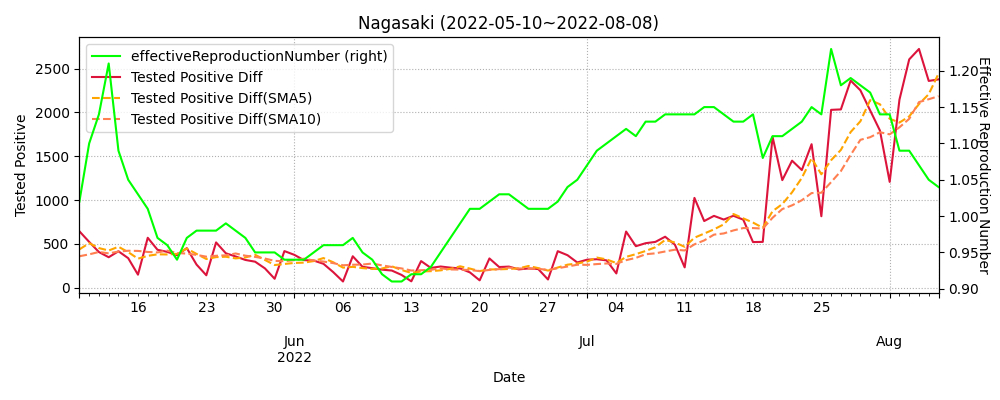 Nagasaki (2022-05-10~2022-08-08)
effectiveReproductionNumber (right)
Tested Positive Diff
Tested Positive Diff(SMA5)
Tested Positive Diff(SMA10)
Tested Positive
2500
2000
1500
1000
500
0
1.20
1.15
1.10
1.05
1.00
0.95
0.90
Effective Reproduction Number
16 23 06 13 20 27 04 11 18 25
Jun Jul Aug
2022
Date